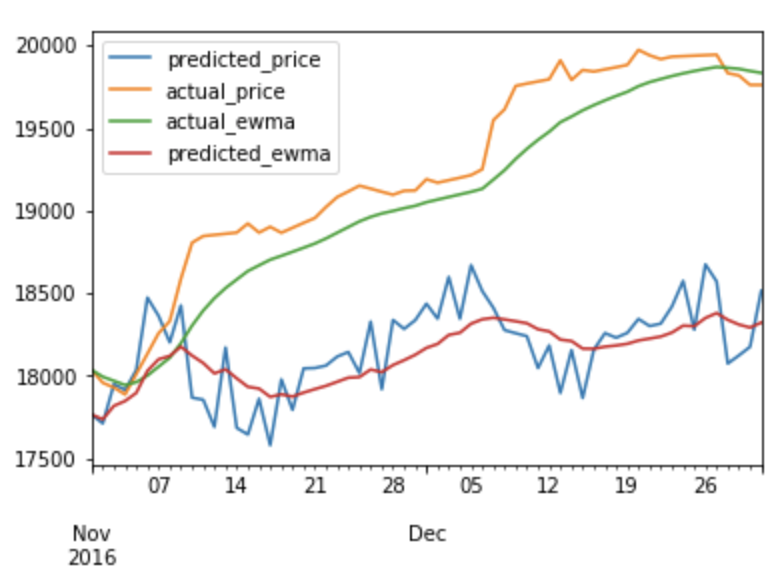 20000
19500
19000
18500
18000
17500
predicted_price
actual_price
actual_ewma
predicted_ewma
07 14 21 28 05 12 19 26
Nov Dec
2016